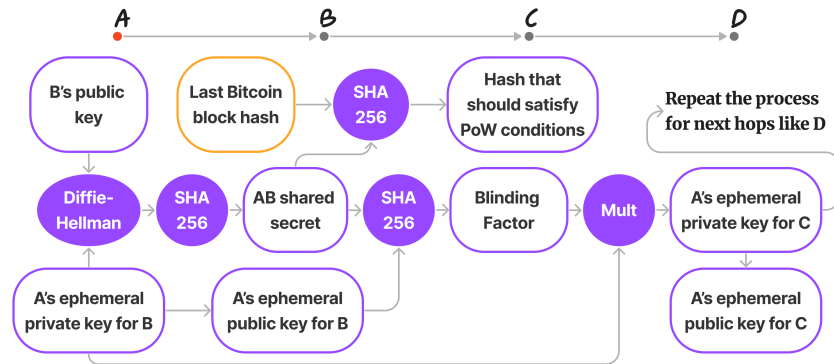 A B C D
B's public
key
Last Bitcoin
block hash
SHA
256
Hash that
should satisfy
PoW conditions
Repeat the process
for next hops like D
Diffie-
Hellman
SHA
256
AB shared
secret
SHA
256
Blinding
Factor
Mult
A's ephemeral
private key for C
A's ephemeral
private key for B
A's ephemeral
public key for B
A's ephemeral
public key for C